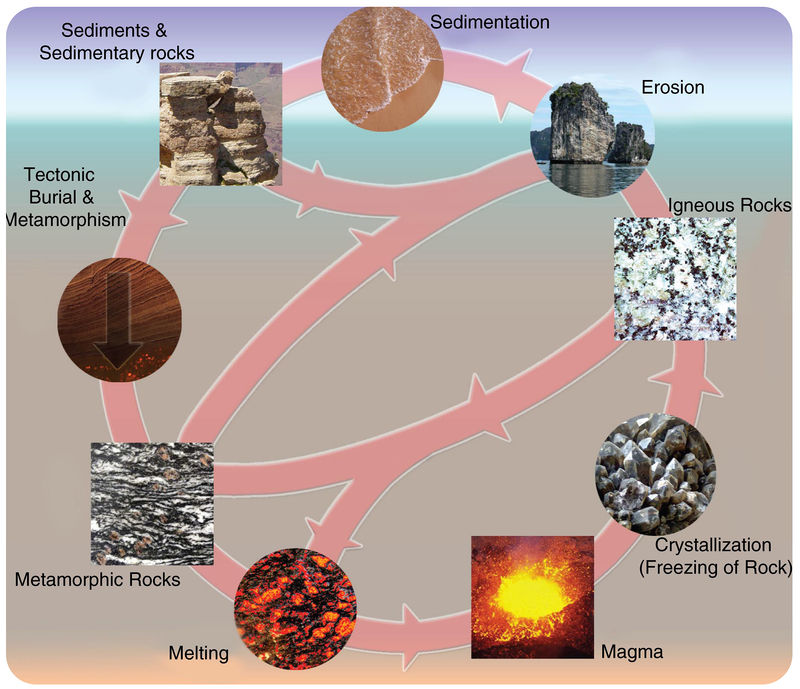 Sedimentation
Sediments &
Sedimentary rocks
Erosion
Tectonic
Burial &
Metamorphism
Igneous Rocks
Crystallization
(Freezing of Rock)
Metamorphic Rocks
Melting
Magma